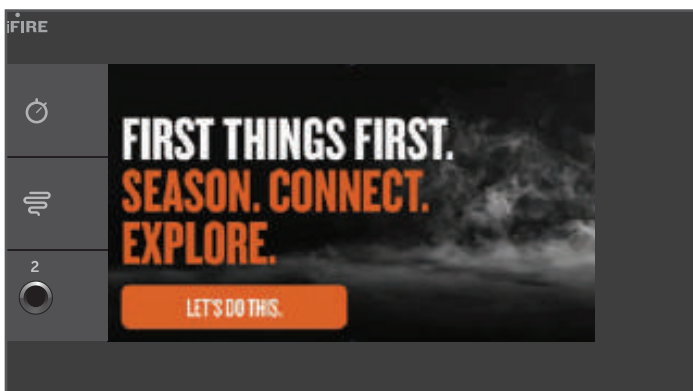 iFIRE
FIRST THINGS FIRST.
SEASON. CONNECT.
EXPLORE.
2
LET'S DO THIS.